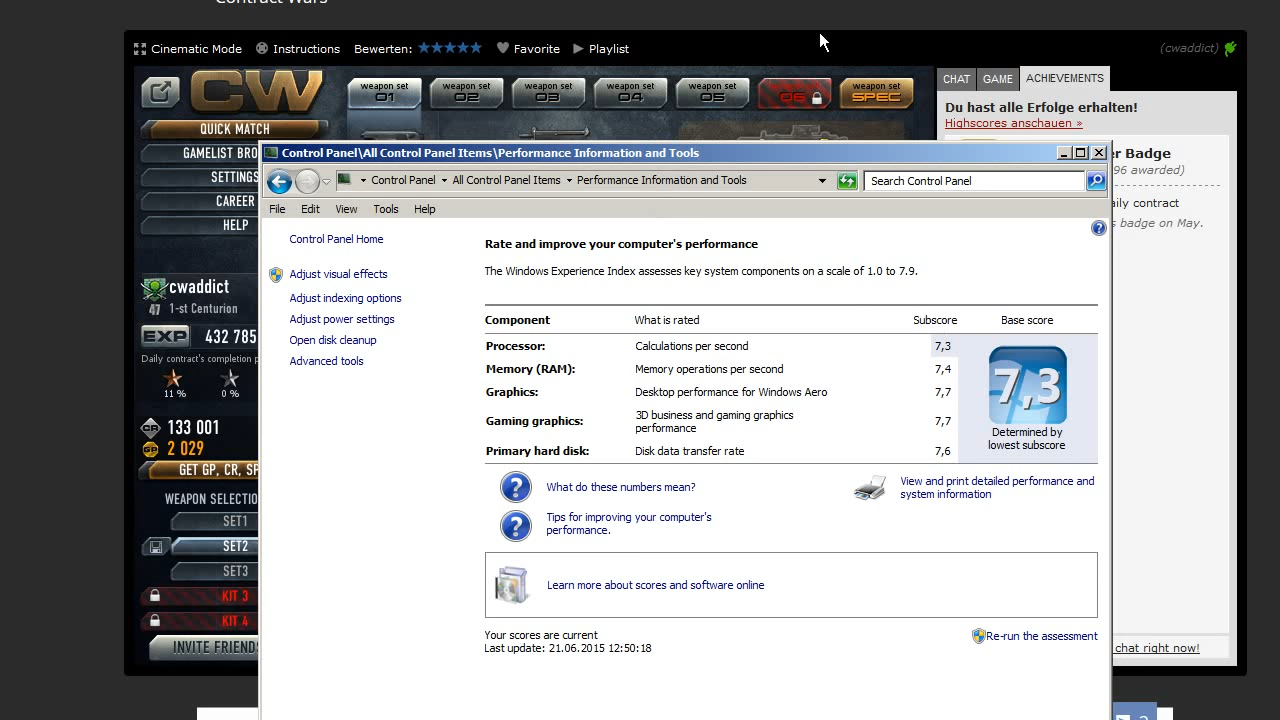 Contract Wars
Cinematic Mode Instructions Bewerten: Favorite Playlist
(cwaddict)
CW
weapon set 01
weapon set 02
weapon set 03
weapon set 04
weapon set 05
06
weapon set SPEC
CHAT GAME ACHIEVEMENTS
Du hast alle Erfolge erhalten!
Highscores anschauen »
r Badge
96 awarded)
aily contract
s badge on May.
chat right now!
QUICK MATCH
GAMELIST BRO
SETTINGS
CAREER
HELP
cwaddict
47 1-st Centurion
EXP 432 785
Daily contract's completion p
11 % 0 %
CR 133 001
GP 2 029
GET GP, CR, SP
WEAPON SELECTIO
SET1
SET2
SET3
KIT 3
KIT 4
INVITE FRIENDS
Control Panel\All Control Panel Items\Performance Information and Tools
Control Panel All Control Panel Items Performance Information and Tools
Search Control Panel
File Edit View Tools Help
Control Panel Home
Adjust visual effects
Adjust indexing options
Adjust power settings
Open disk cleanup
Advanced tools
Rate and improve your computer's performance
The Windows Experience Index assesses key system components on a scale of 1.0 to 7.9.
Component What is rated Subscore Base score
Processor: Calculations per second 7,3
Memory (RAM): Memory operations per second 7,4
Graphics: Desktop performance for Windows Aero 7,7
Gaming graphics: 3D business and gaming graphics
performance 7,7
Primary hard disk: Disk data transfer rate 7,6
7,3
Determined by
lowest subscore
What do these numbers mean?
Tips for improving your computer's
performance.
View and print detailed performance and
system information
Learn more about scores and software online
Your scores are current
Last update: 21.06.2015 12:50:18
Re-run the assessment